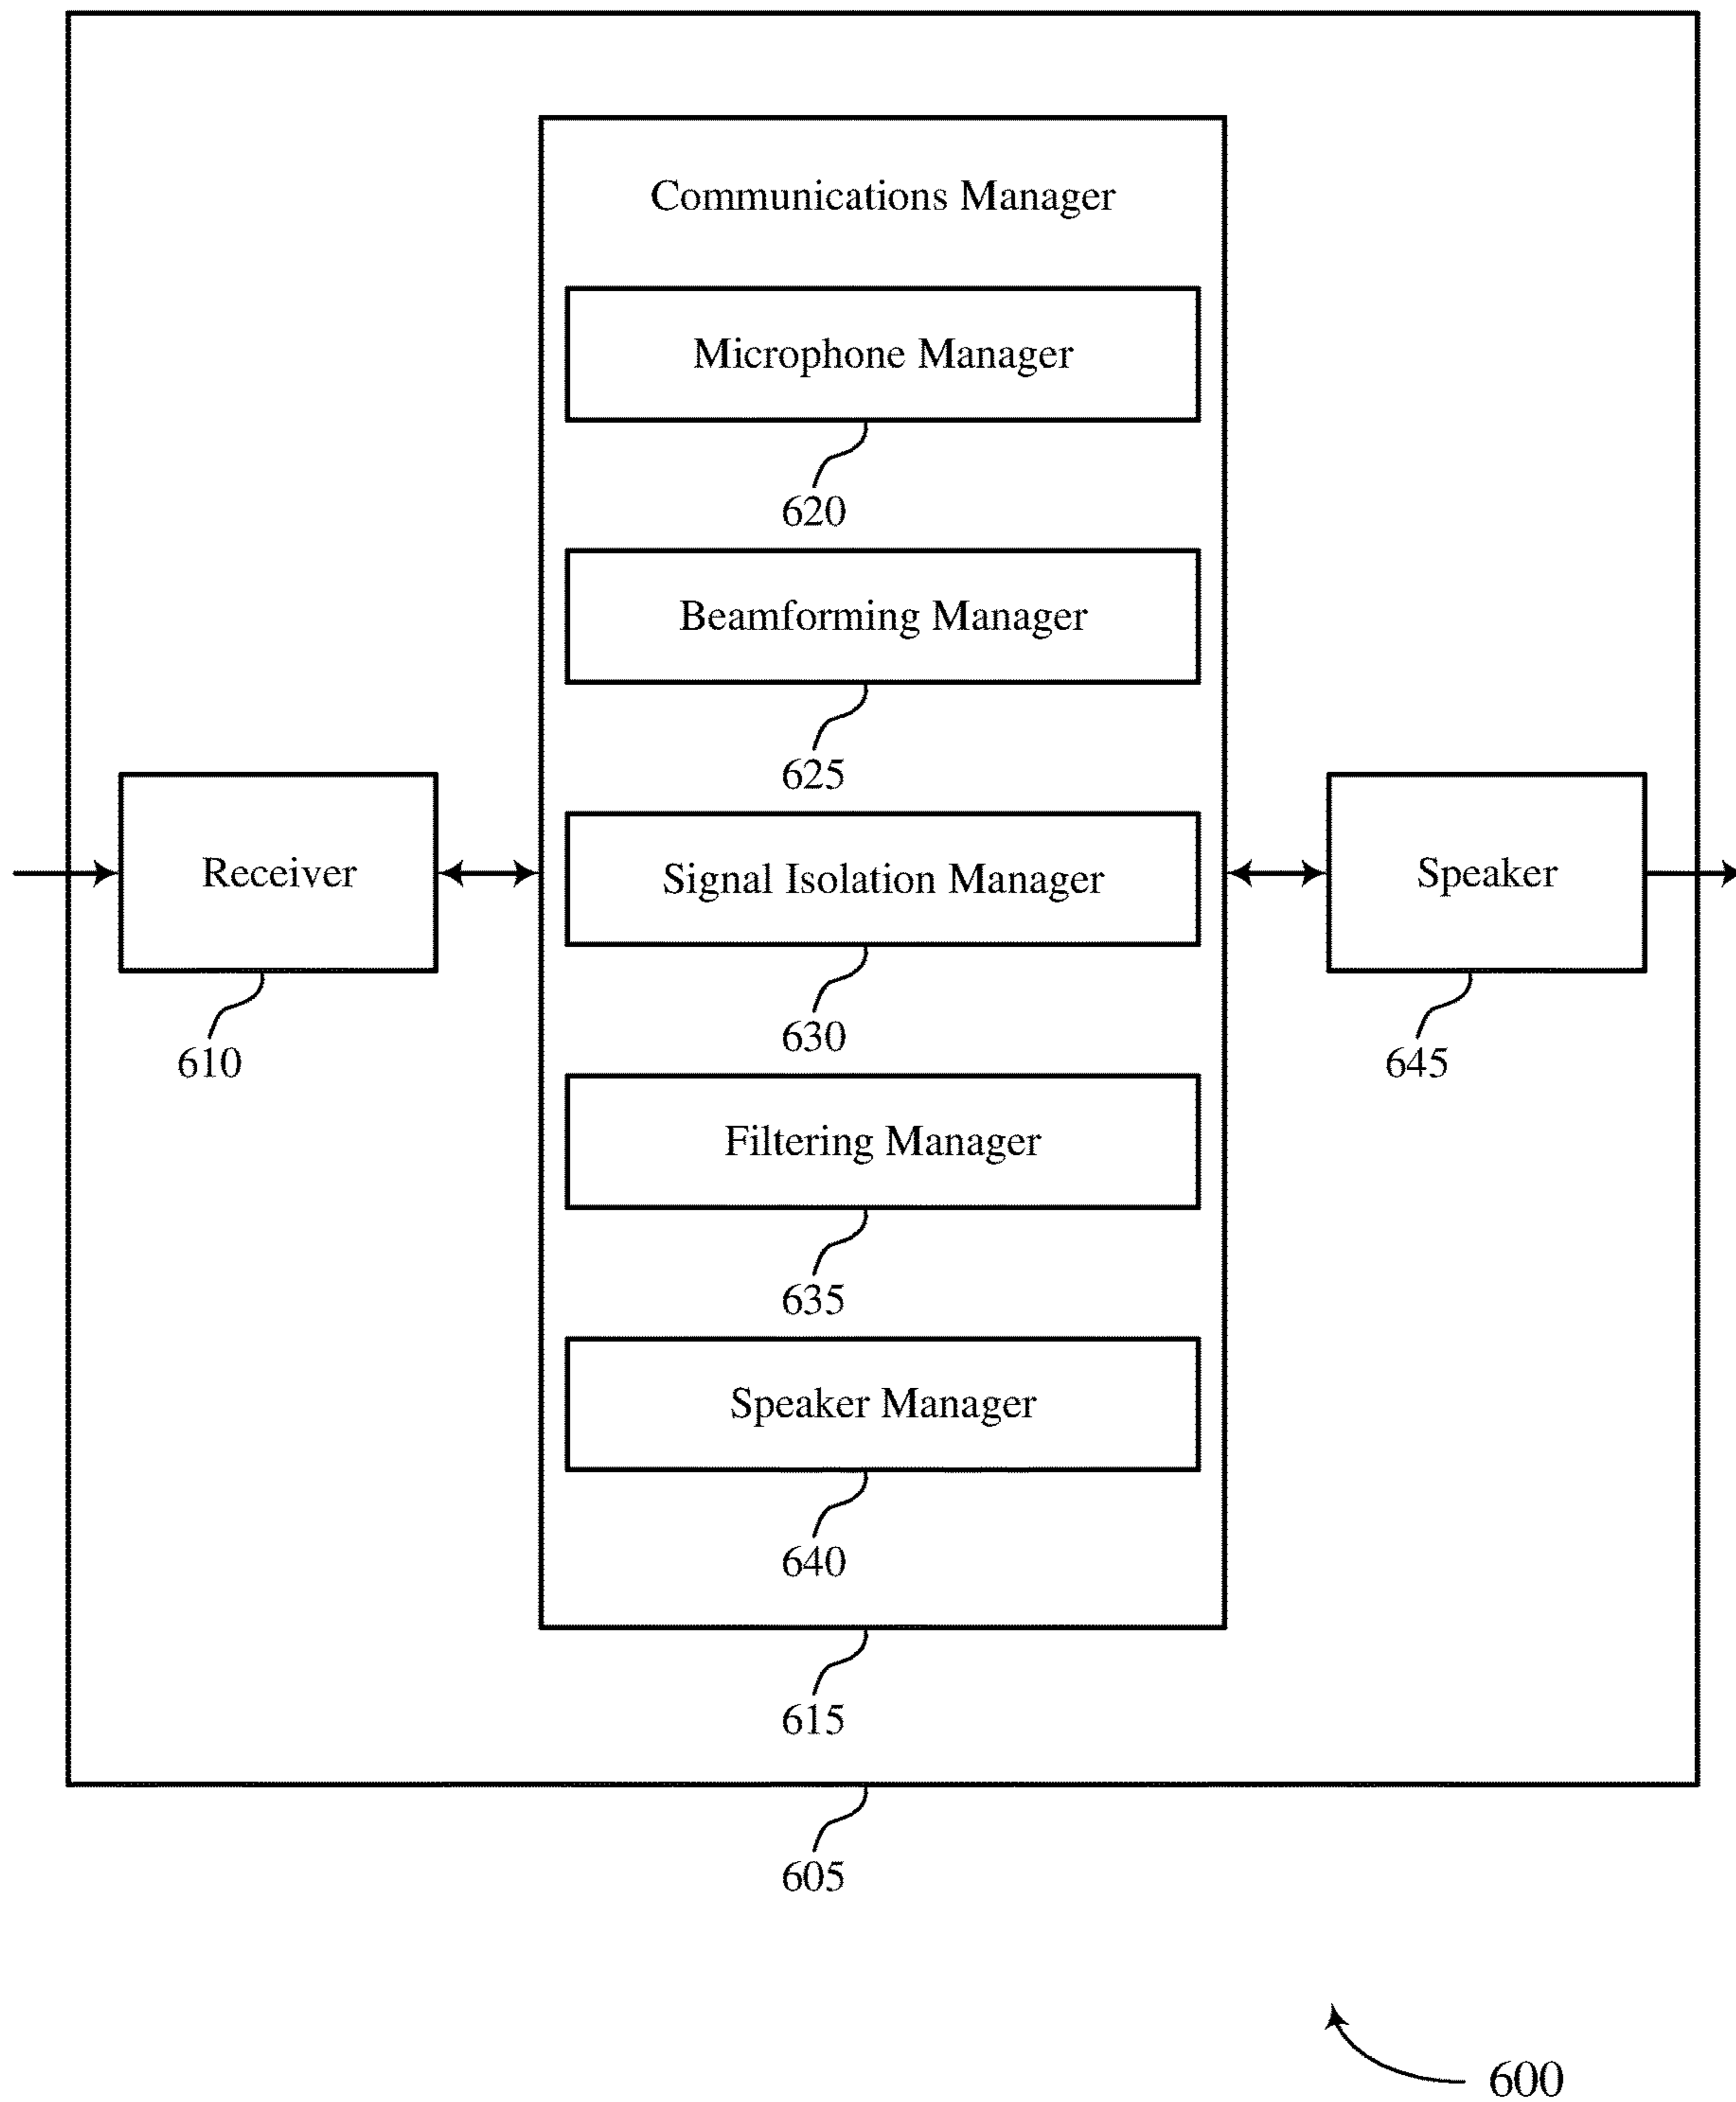 Communications Manager
Microphone Manager
620
Beamforming Manager
625
Receiver
610
Signal Isolation Manager
630
Speaker
645
Filtering Manager
635
Speaker Manager
640
615
605
600